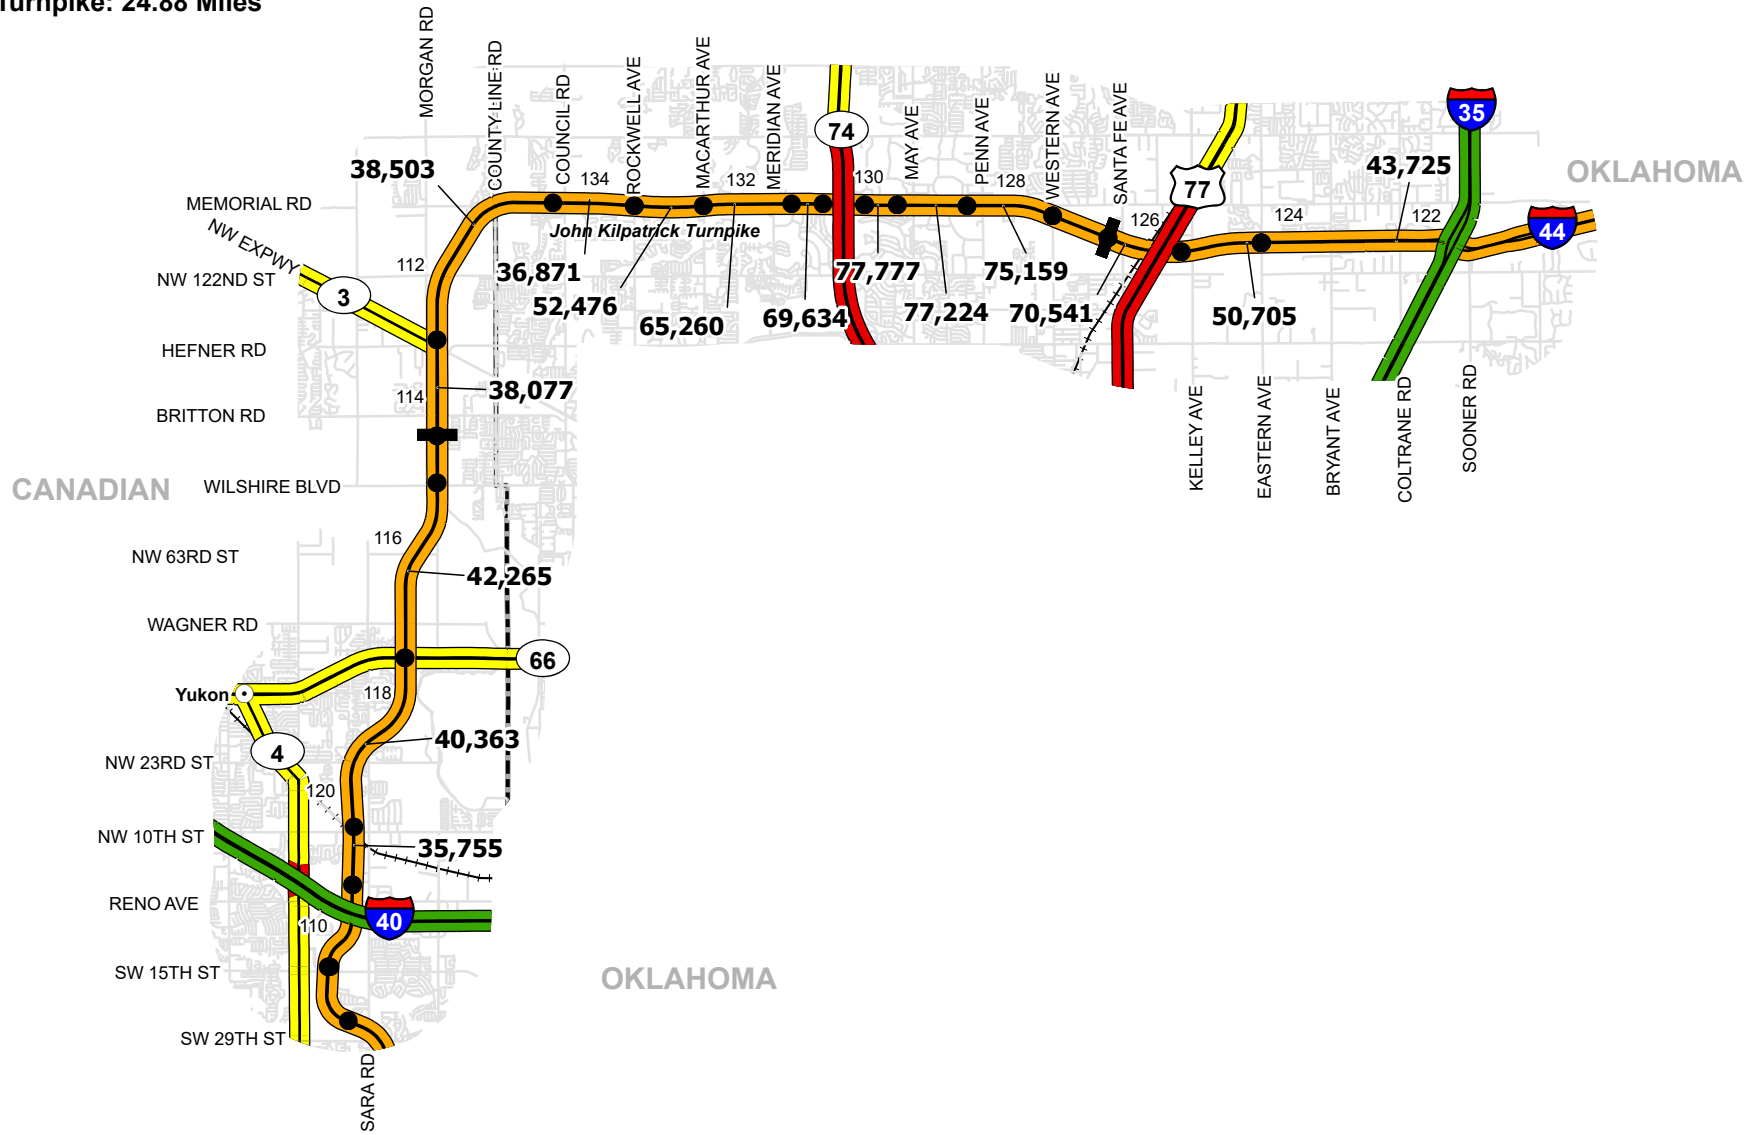 Turnpike: 24.88 Miles
MORGAN RD
COUNTY LINE RD
COUNCIL RD
ROCKWELL AVE
MACARTHUR AVE
MERIDIAN AVE
74
MAY AVE
PENN AVE
WESTERN AVE
SANTA FE AVE
77
35
OKLAHOMA
38,503
134
132
130
128
126
124
122
43,725
44
MEMORIAL RD
John Kilpatrick Turnpike
NW EXPWY
112
36,871
77,777
75,159
NW 122ND ST
3
52,476
65,260
69,634
77,224
70,541
50,705
HEFNER RD
38,077
114
BRITTON RD
KELLEY AVE
EASTERN AVE
BRYANT AVE
COLTRANE RD
SOONER RD
CANADIAN
WILSHIRE BLVD
116
NW 63RD ST
42,265
WAGNER RD
66
Yukon
118
40,363
4
NW 23RD ST
120
NW 10TH ST
35,755
RENO AVE
110
40
SW 15TH ST
OKLAHOMA
SW 29TH ST
SARA RD